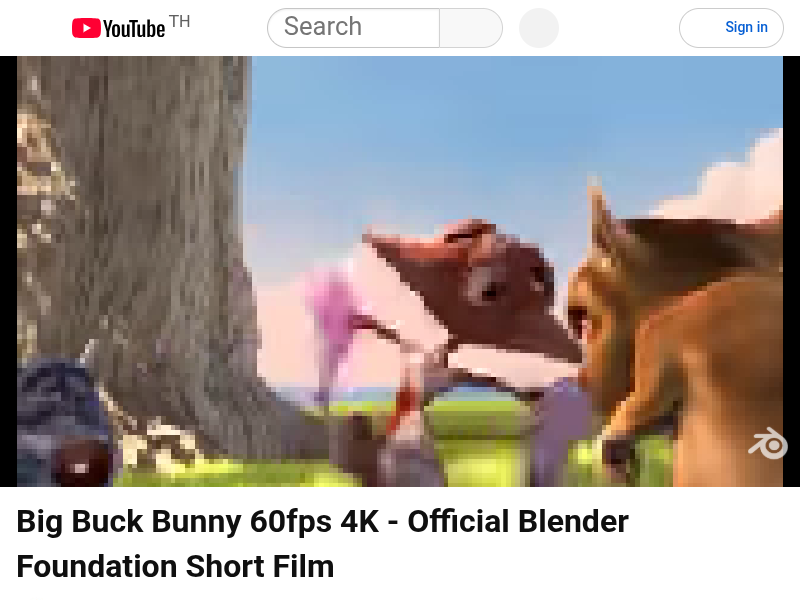 YouTube TH
Search
Sign in
Big Buck Bunny 60fps 4K - Official Blender
Foundation Short Film